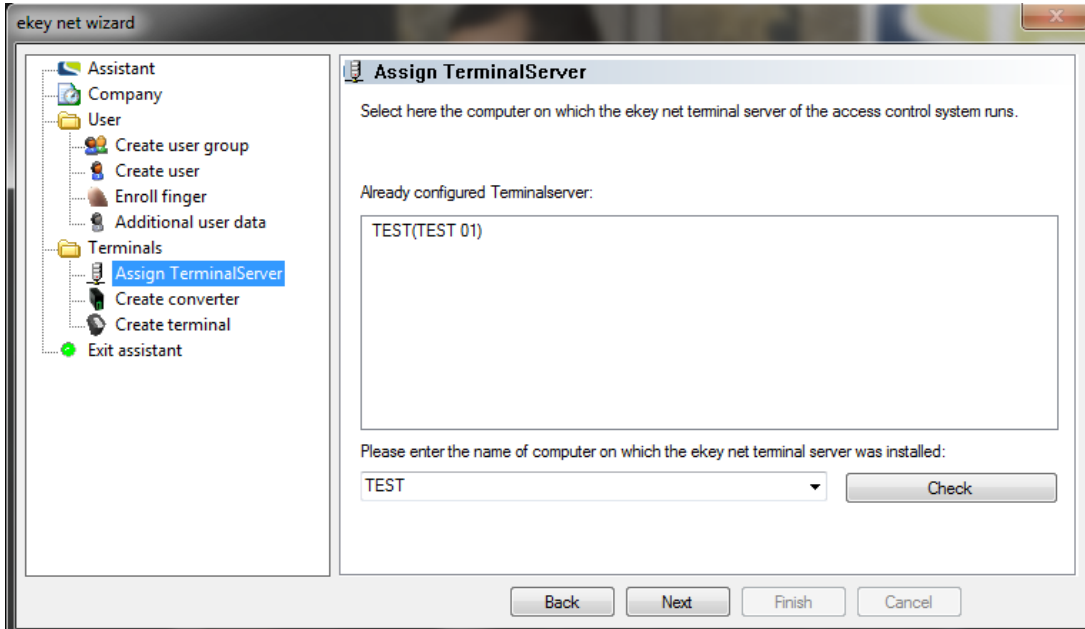 ekey net wizard
Assistant
Company
User
Create user group
Create user
Enroll finger
Additional user data
Terminals
Assign TerminalServer
Create converter
Create terminal
Exit assistant
Assign TerminalServer
Select here the computer on which the ekey net terminal server of the access control system runs.
Already configured Terminalserver:
TEST(TEST 01)
Please enter the name of computer on which the ekey net terminal server was installed:
TEST
Check
Back
Next
Finish
Cancel